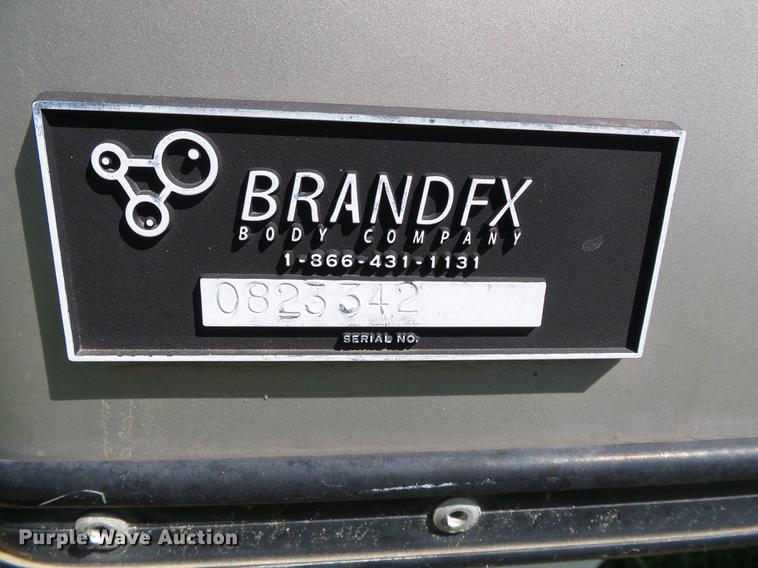 BRANDFX
BODY COMPANY
1-866-431-1131
0823342
SERIAL NO.
Purple Wave Auction